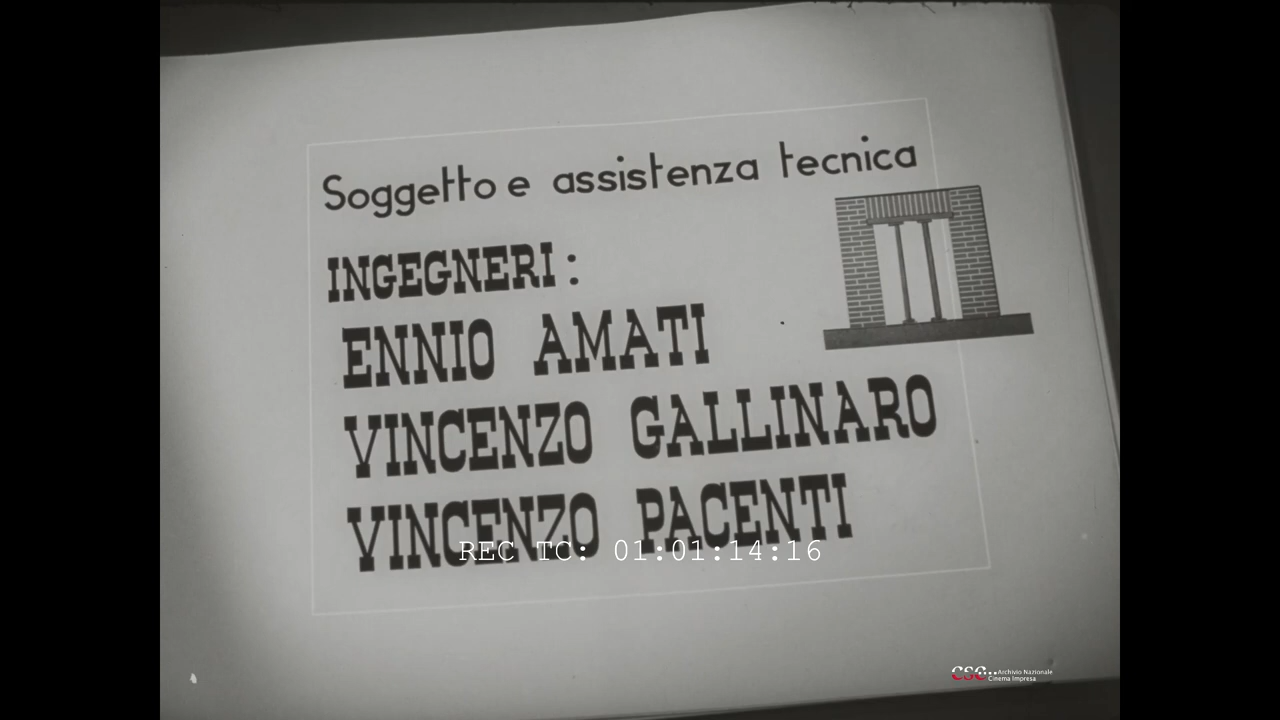 Soggetto e assistenza tecnica
INGEGNERI:
ENNIO AMATI
VINCENZO GALLINARO
VINCENZO PACENTI
REC TC: 01:01:14:16
CSC Archivio Nazionale
Cinema Impresa